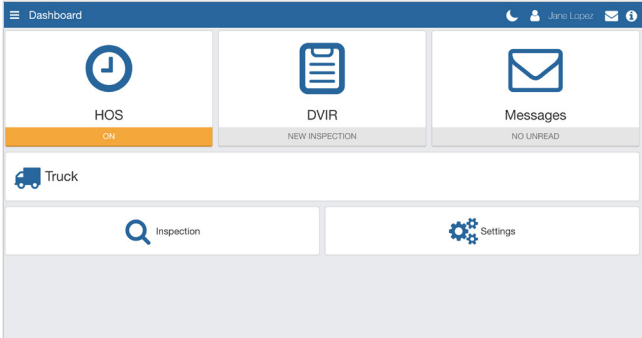 Dashboard
Jane Lopez
HOS
ON
DVIR
NEW INSPECTION
Messages
NO UNREAD
Truck
Inspection
Settings